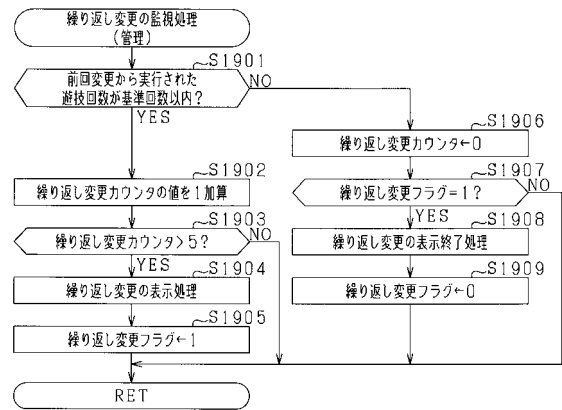 繰り返し変更の監視処理
(管理)
S1901
前回変更から実行された
遊技回数が基準回数以内?
NO
YES
S1902
繰り返し変更カウンタの値を1加算
S1903
繰り返し変更カウンタ>5?
NO
YES
S1904
繰り返し変更の表示処理
S1905
繰り返し変更フラグ←1
S1906
繰り返し変更カウンタ←0
S1907
繰り返し変更フラグ=1?
NO
YES
S1908
繰り返し変更の表示終了処理
S1909
繰り返し変更フラグ←0
RET